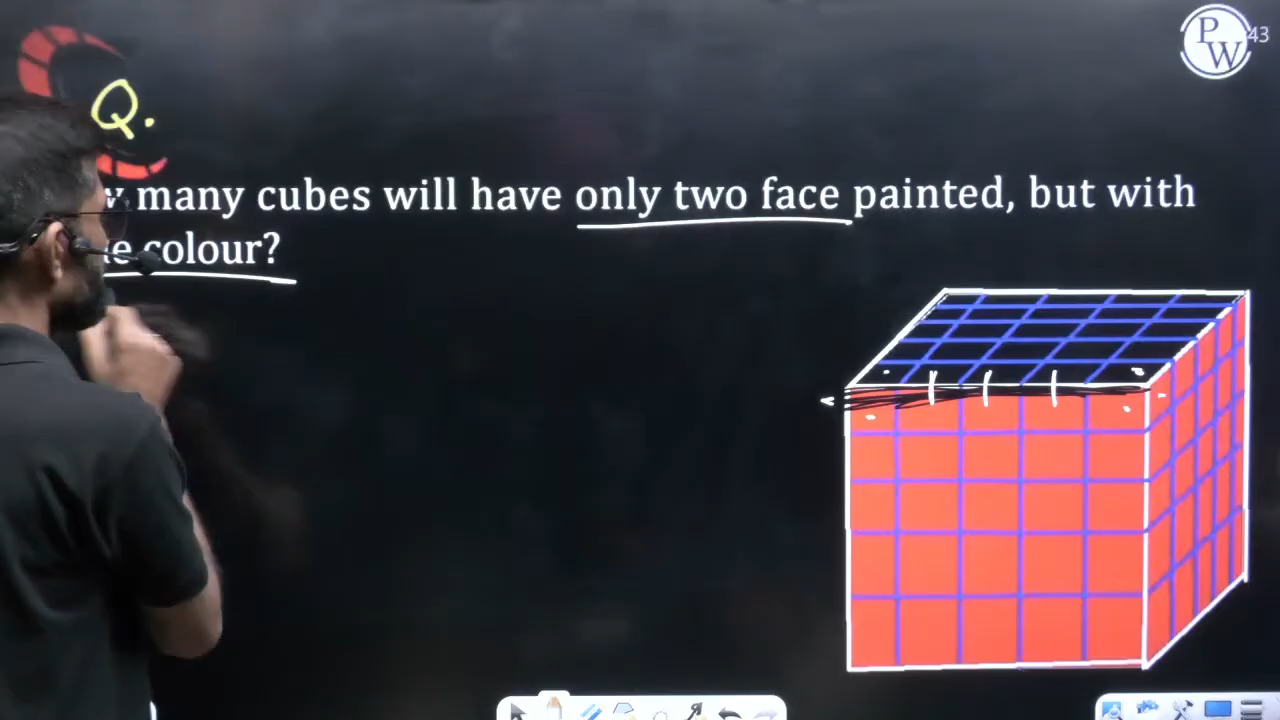 PW 43
Q.
many cubes will have only two face painted, but with
colour?